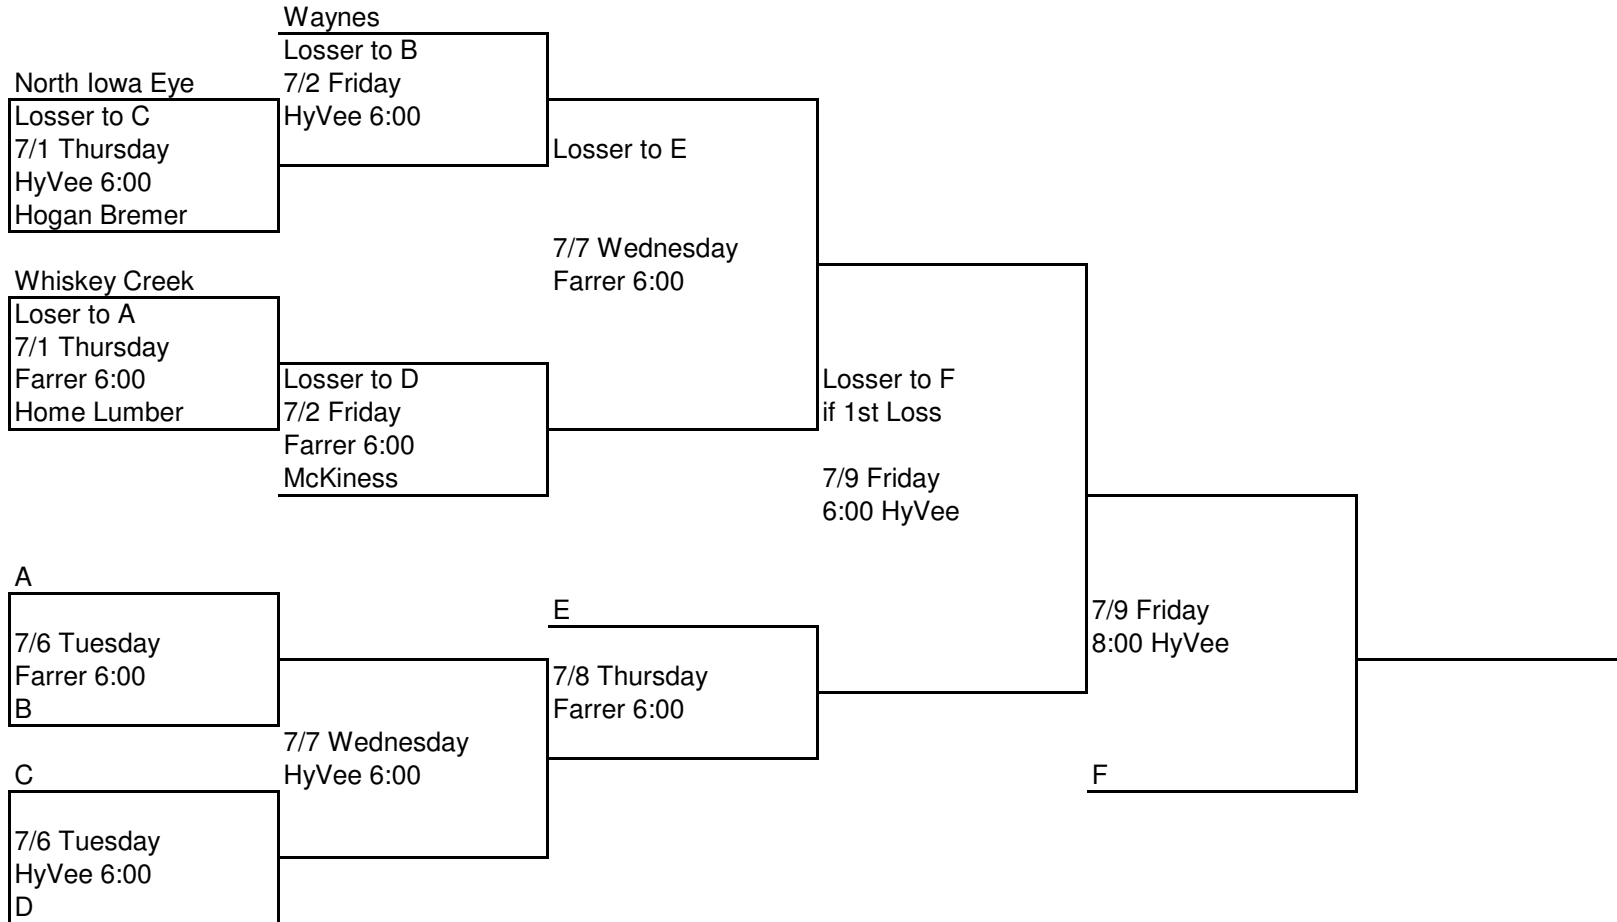 Waynes
Losser to B
7/2 Friday
HyVee 6:00
North Iowa Eye
Losser to C
7/1 Thursday
HyVee 6:00
Hogan Bremer
Losser to E
7/7 Wednesday
Farrer 6:00
Whiskey Creek
Loser to A
7/1 Thursday
Farrer 6:00
Home Lumber
Losser to D
7/2 Friday
Farrer 6:00
McKiness
Losser to F
if 1st Loss
7/9 Friday
6:00 HyVee
A
7/6 Tuesday
Farrer 6:00
B
E
7/8 Thursday
Farrer 6:00
7/9 Friday
8:00 HyVee
7/7 Wednesday
HyVee 6:00
C
7/6 Tuesday
HyVee 6:00
D
F